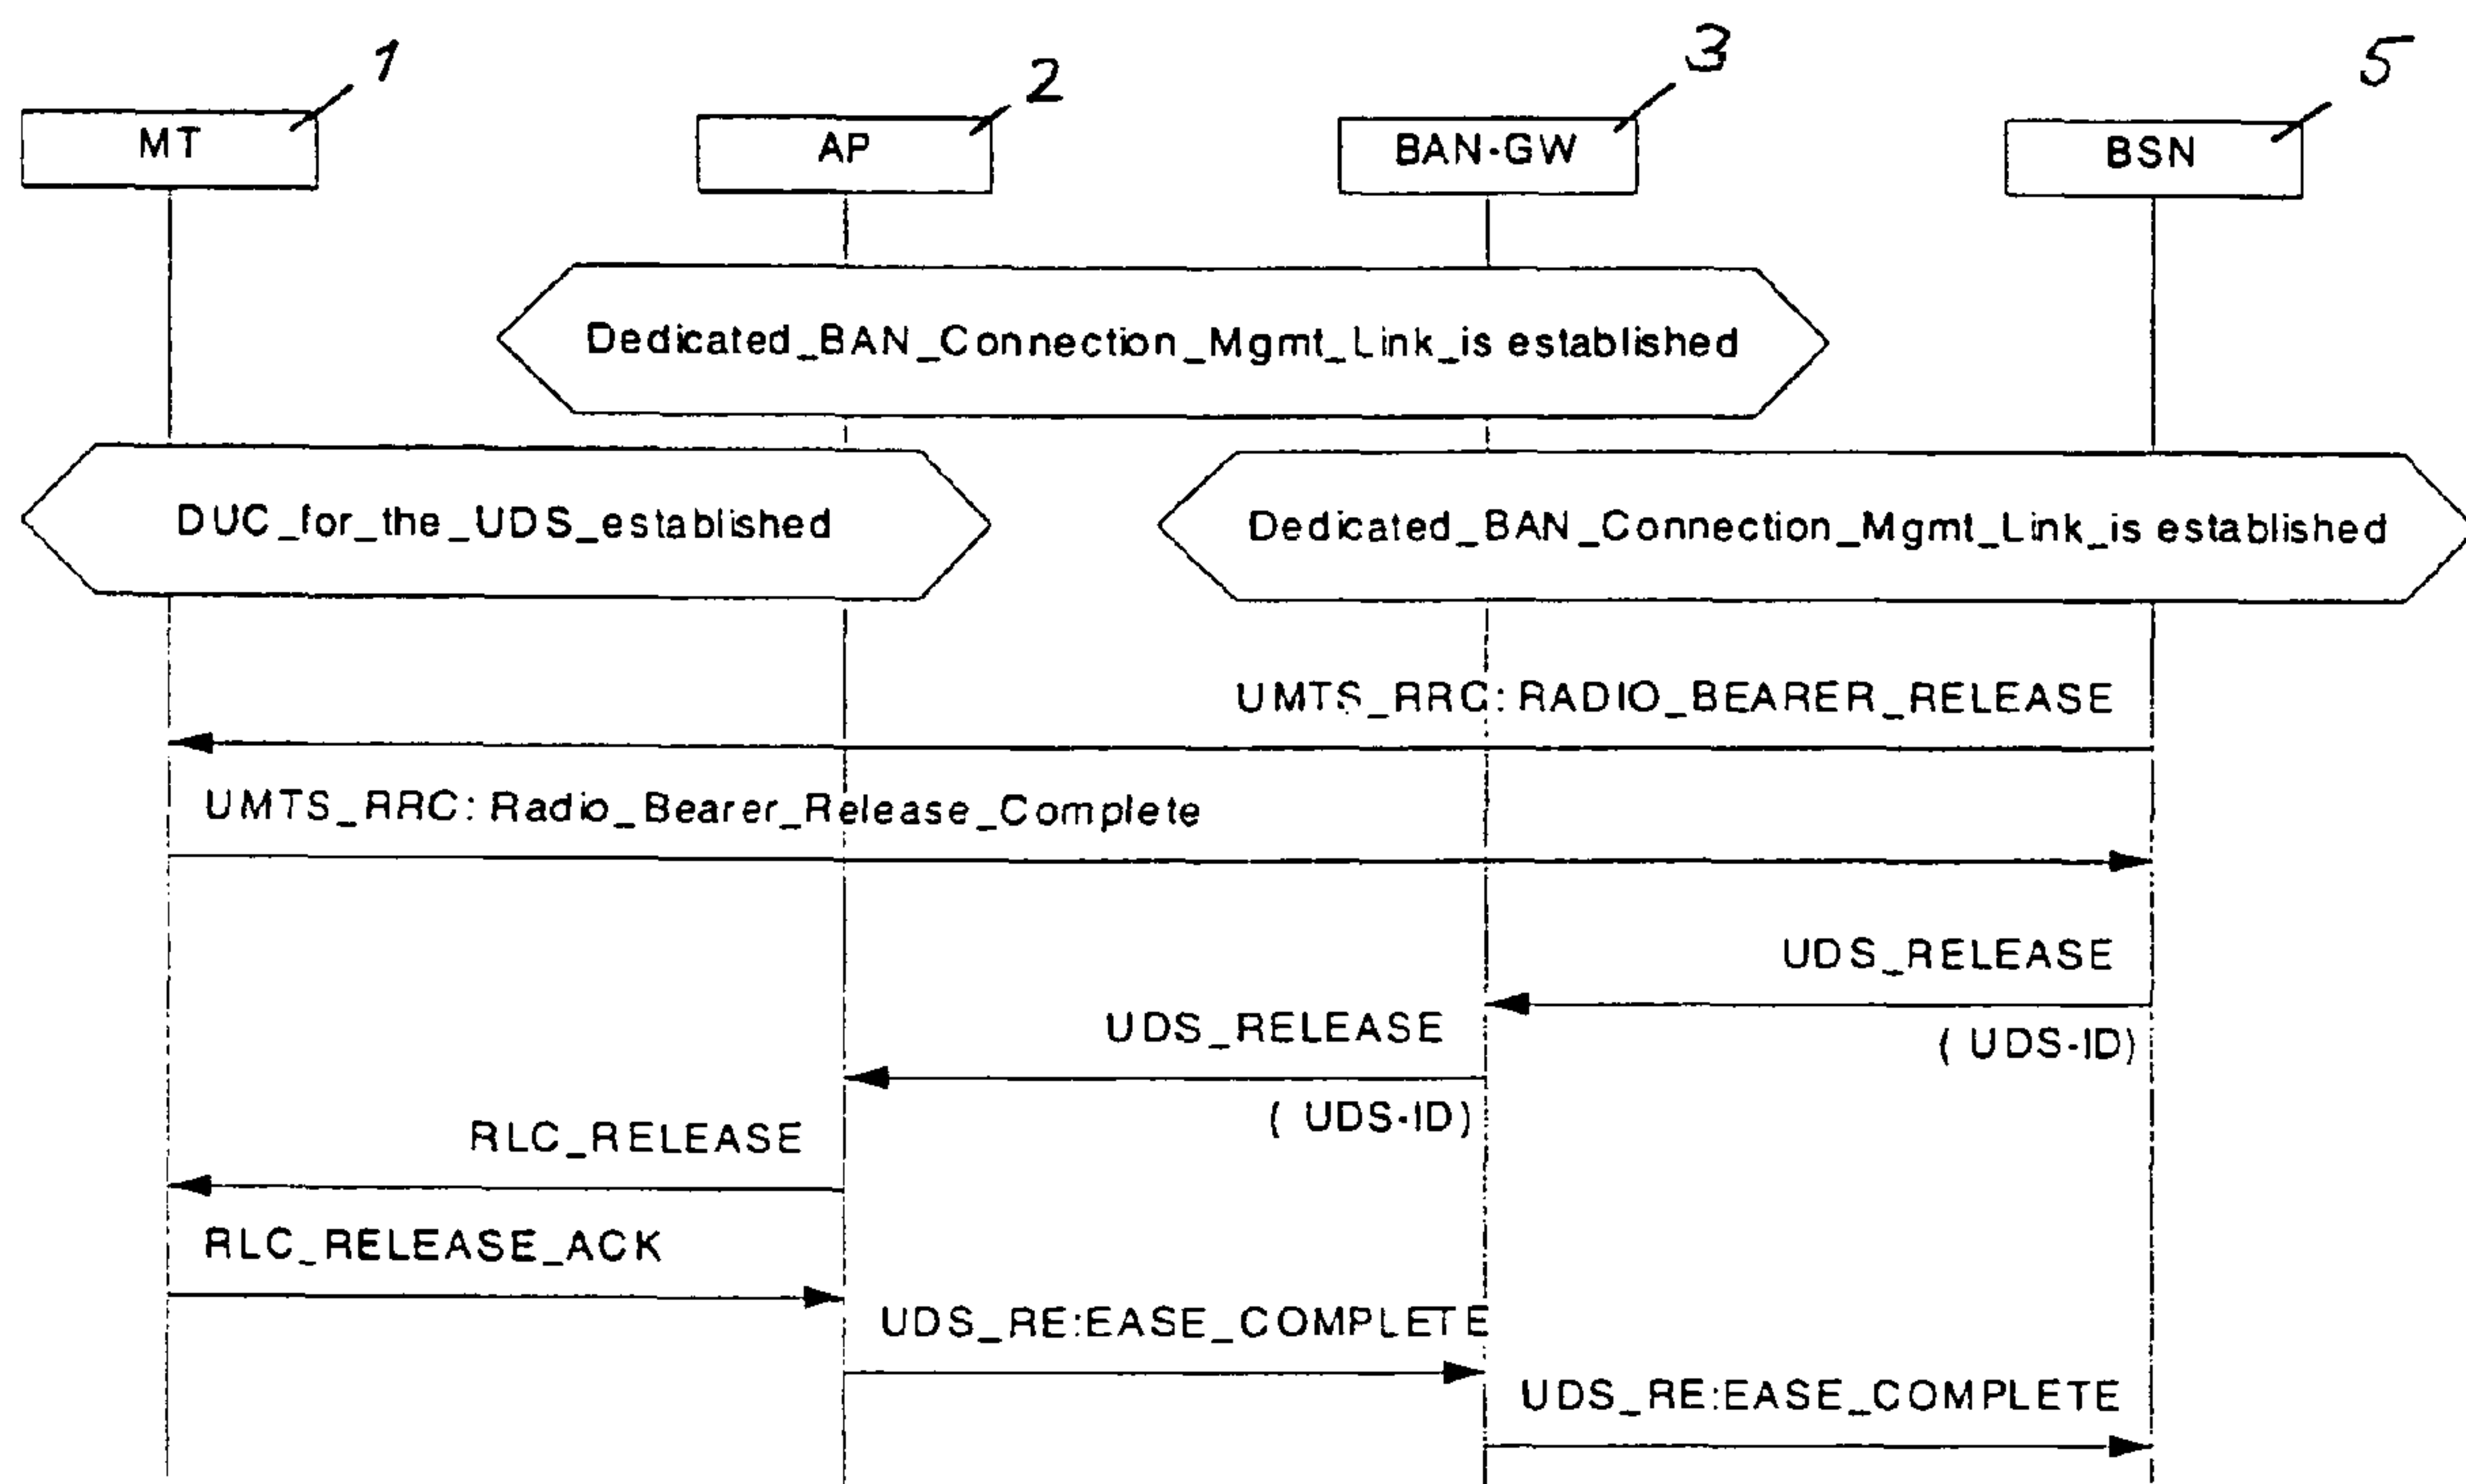 1
2
3
5
MT
AP
BAN-GW
BSN
Dedicated_BAN_Connection_Mgmt_Link_is established
DUC_for_the_UDS_established
Dedicated_BAN_Connection_Mgmt_Link_is established
UMTS_RRC: RADIO_BEARER_RELEASE
UMTS_RRC: Radio_Bearer_Release_Complete
UDS_RELEASE
( UDS-ID)
UDS_RELEASE
( UDS-ID)
RLC_RELEASE
RLC_RELEASE_ACK
UDS_RE:EASE_COMPLETE
UDS_RE:EASE_COMPLETE